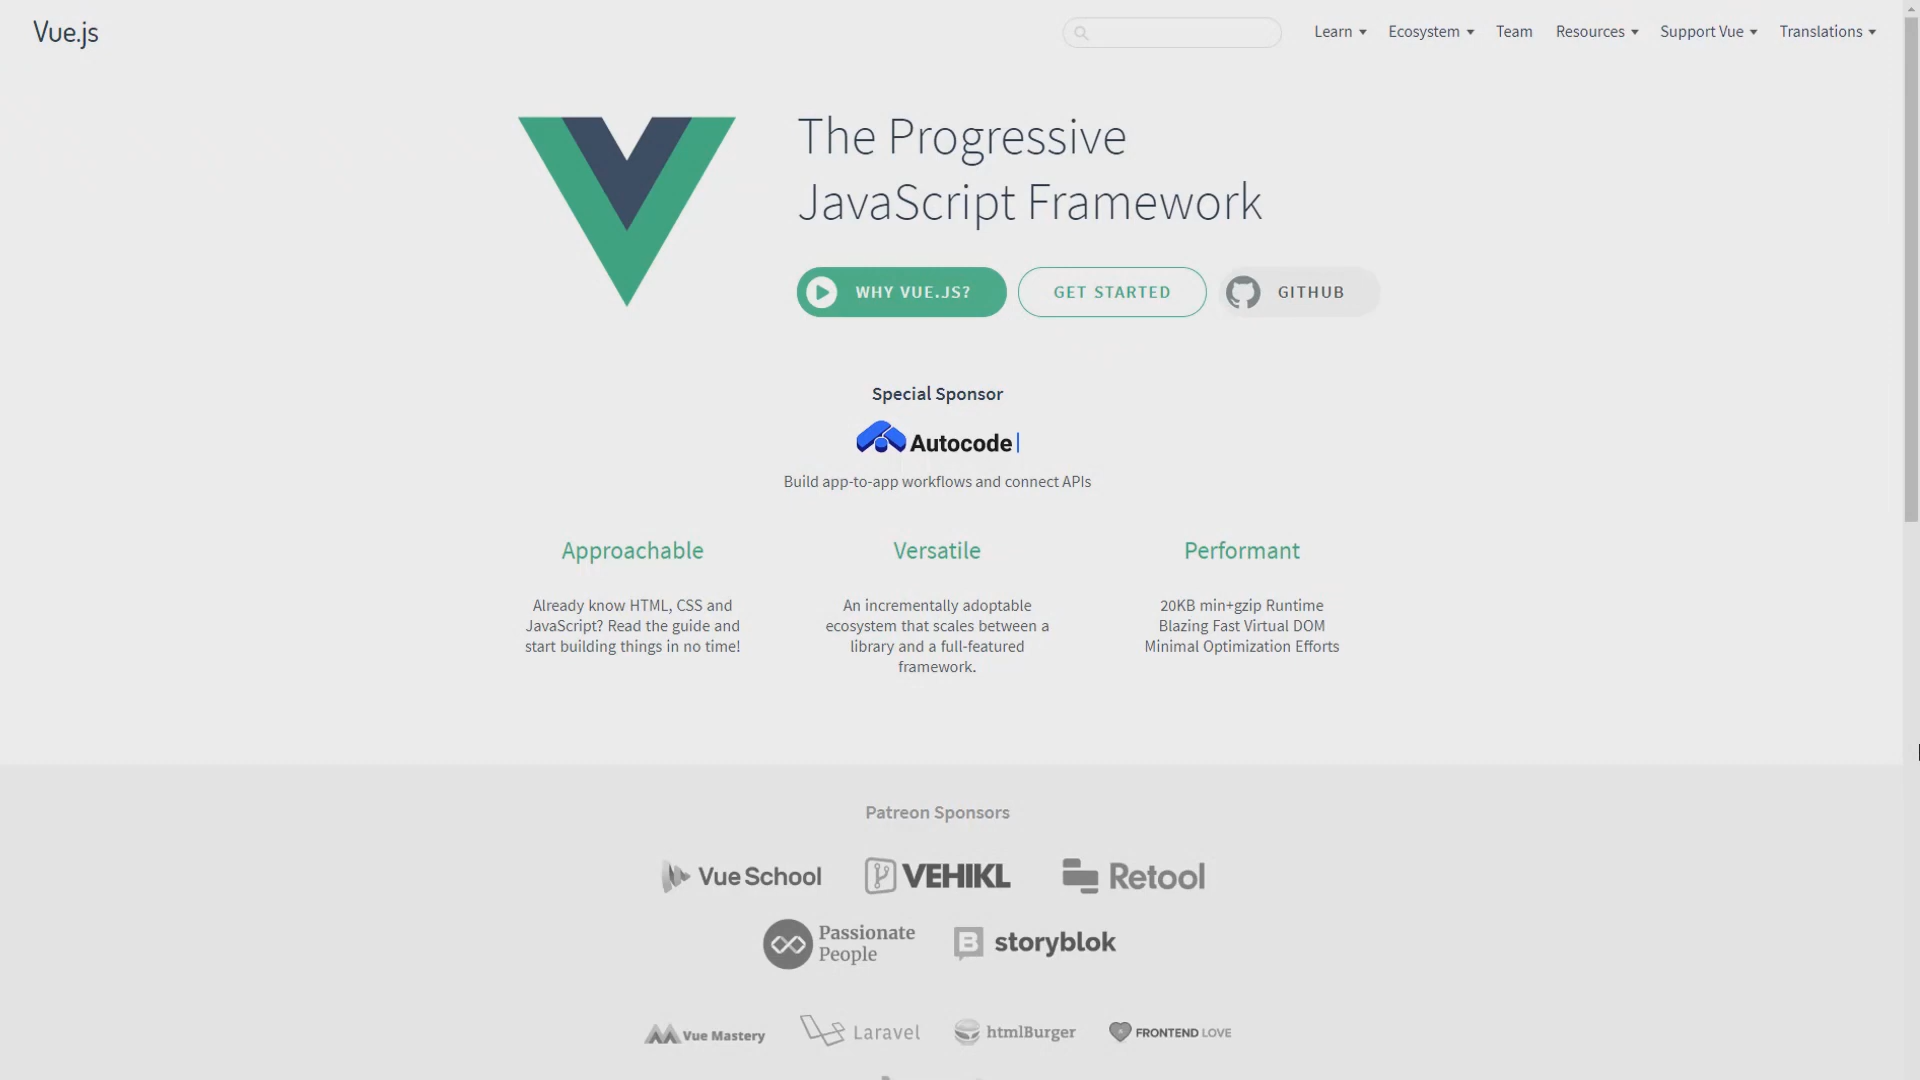 Vue.js
Learn
Ecosystem
Team
Resources
Support Vue
Translations
The Progressive
JavaScript Framework
WHY VUE.JS?
GET STARTED
GITHUB
Special Sponsor
Autocode
Build app-to-app workflows and connect APIs
Approachable
Already know HTML, CSS and
JavaScript? Read the guide and
start building things in no time!
Versatile
An incrementally adoptable
ecosystem that scales between a
library and a full-featured
framework.
Performant
20KB min+gzip Runtime
Blazing Fast Virtual DOM
Minimal Optimization Efforts
Patreon Sponsors
Vue School
VEHIKL
Retool
Passionate
People
storyblok
Vue Mastery
Laravel
htmlBurger
FRONTEND LOVE